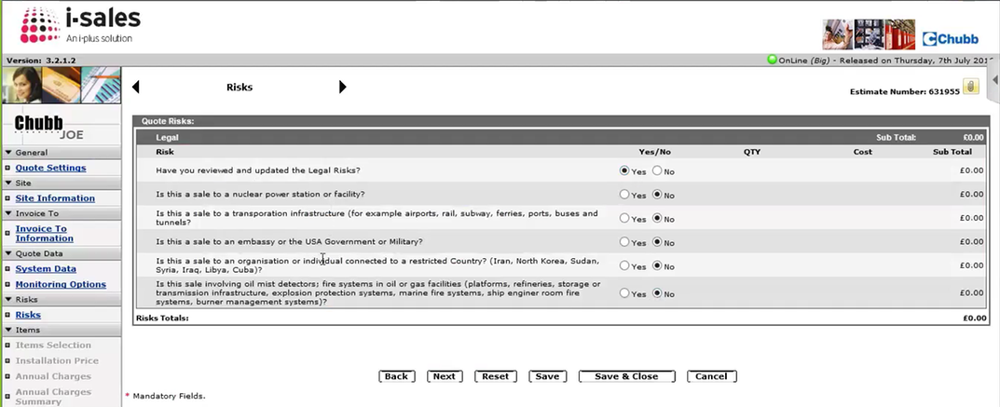 i-sales
An i-plus solution
Chubb
Version: 3.2.1.2
OnLine (Big) - Released on Thursday, 7th July
Risks
Estimate Number: 631955
Chubb
JOE
General
Quote Settings
Site
Site Information
Invoice To
Invoice To
Information
Quote Data
System Data
Monitoring Options
Risks
Risks
Items
Items Selection
Installation Price
Annual Charges
Annual Charges
Summary
Quote Risks:
Legal Sub Total: £0.00
Risk Yes/No QTY Cost Sub Total
Have you reviewed and updated the Legal Risks? Yes No £0.00
Is this a sale to a nuclear power station or facility? Yes No £0.00
Is this a sale to a transporation infrastructure (for example airports, rail, subway, ferries, ports, buses and
tunnels? Yes No £0.00
Is this a sale to an embassy or the USA Government or Military? Yes No £0.00
Is this a sale to an organisation or individual connected to a restricted Country? (Iran, North Korea, Sudan,
Syria, Iraq, Libya, Cuba)? Yes No £0.00
Is this sale involving oil mist detectors; fire systems in oil or gas facilities (platforms, refineries, storage or
transmission infrastructure, explosion protection systems, marine fire systems, ship enginer room fire
systems, burner management systems)? Yes No £0.00
Risks Totals: £0.00
Back Next Reset Save Save & Close Cancel
* Mandatory Fields.